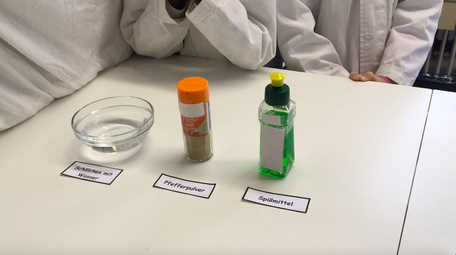 Schälchen mit
Wasser
Pfefferpulver
Spülmittel